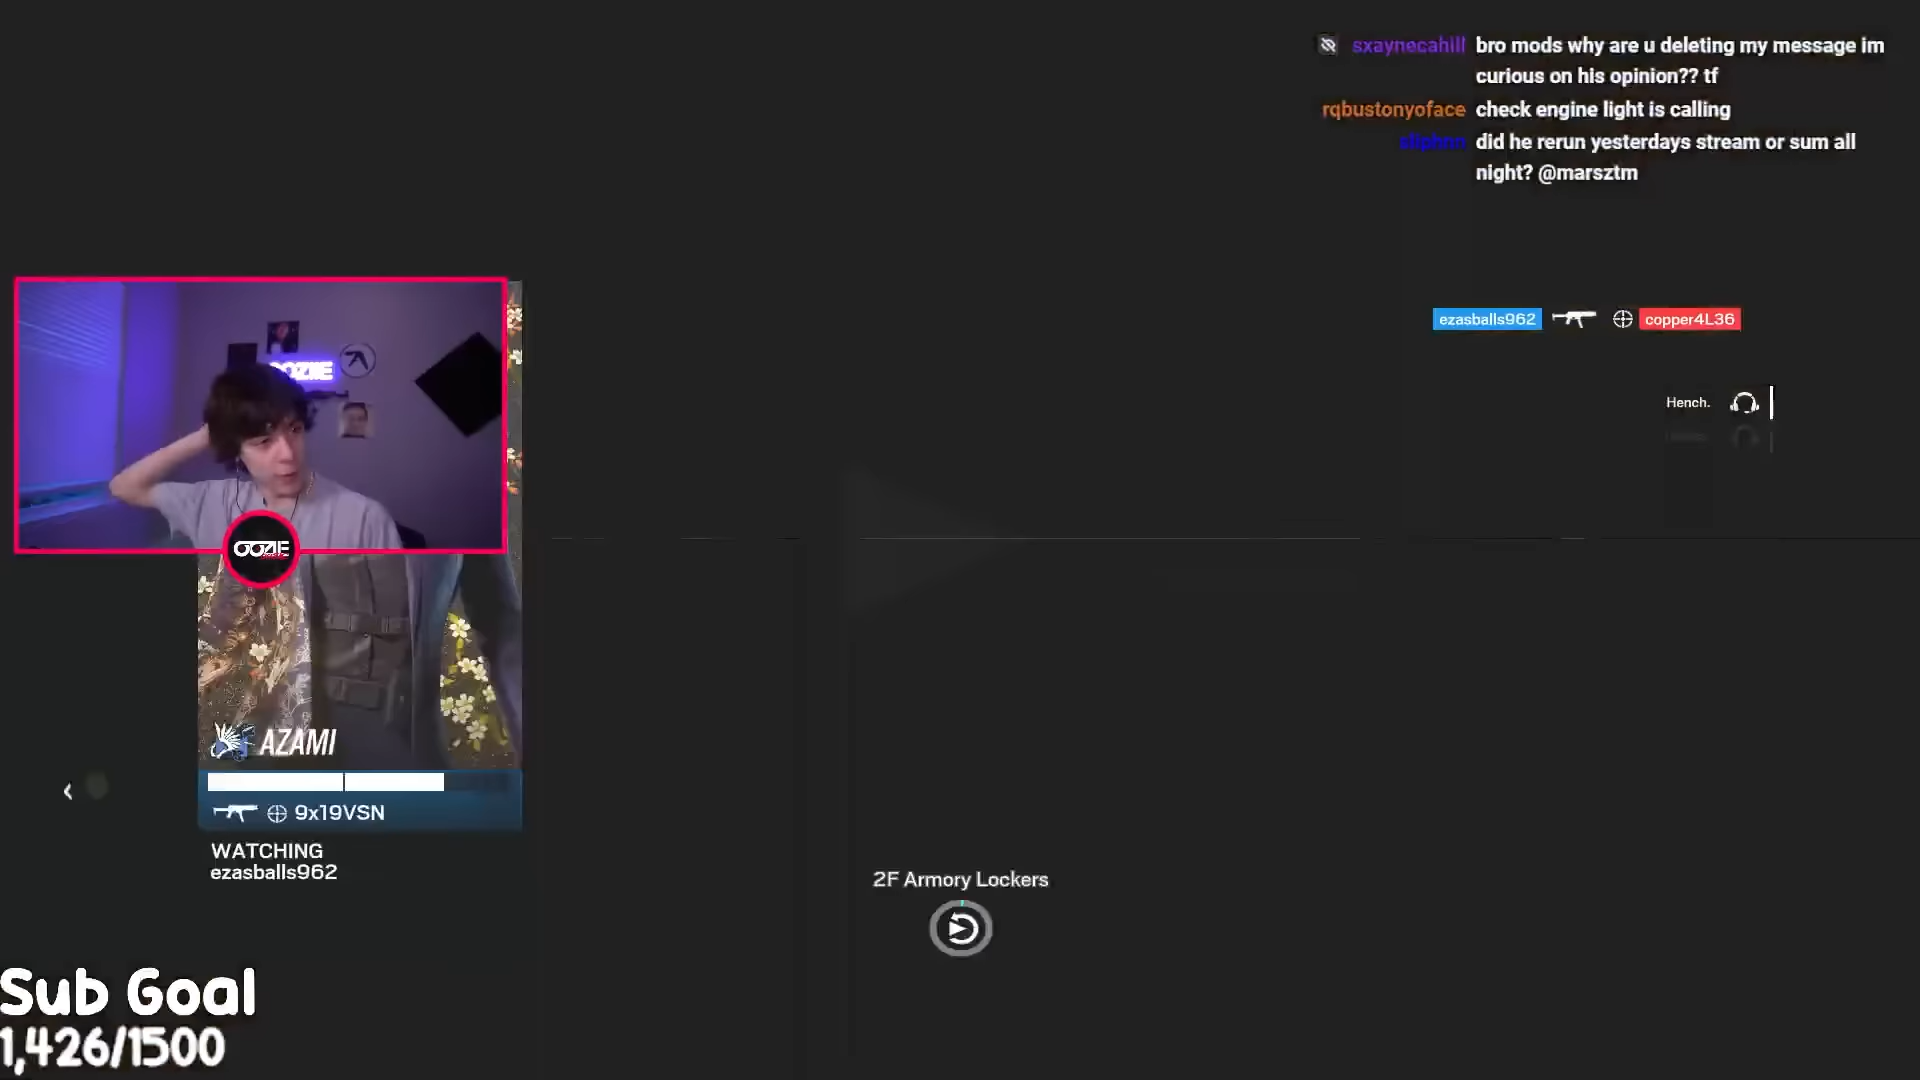 sxaynecahill bro mods why are u deleting my message im
curious on his opinion?? tf
rqbustonyoface check engine light is calling
sliphnn did he rerun yesterdays stream or sum all
night? @marsztm
ezasballs962 copper4L36
Hench.
OOZIE
OOZIE
AZAMI
9x19VSN
WATCHING
ezasballs962
2F Armory Lockers
Sub Goal
1,426/1500